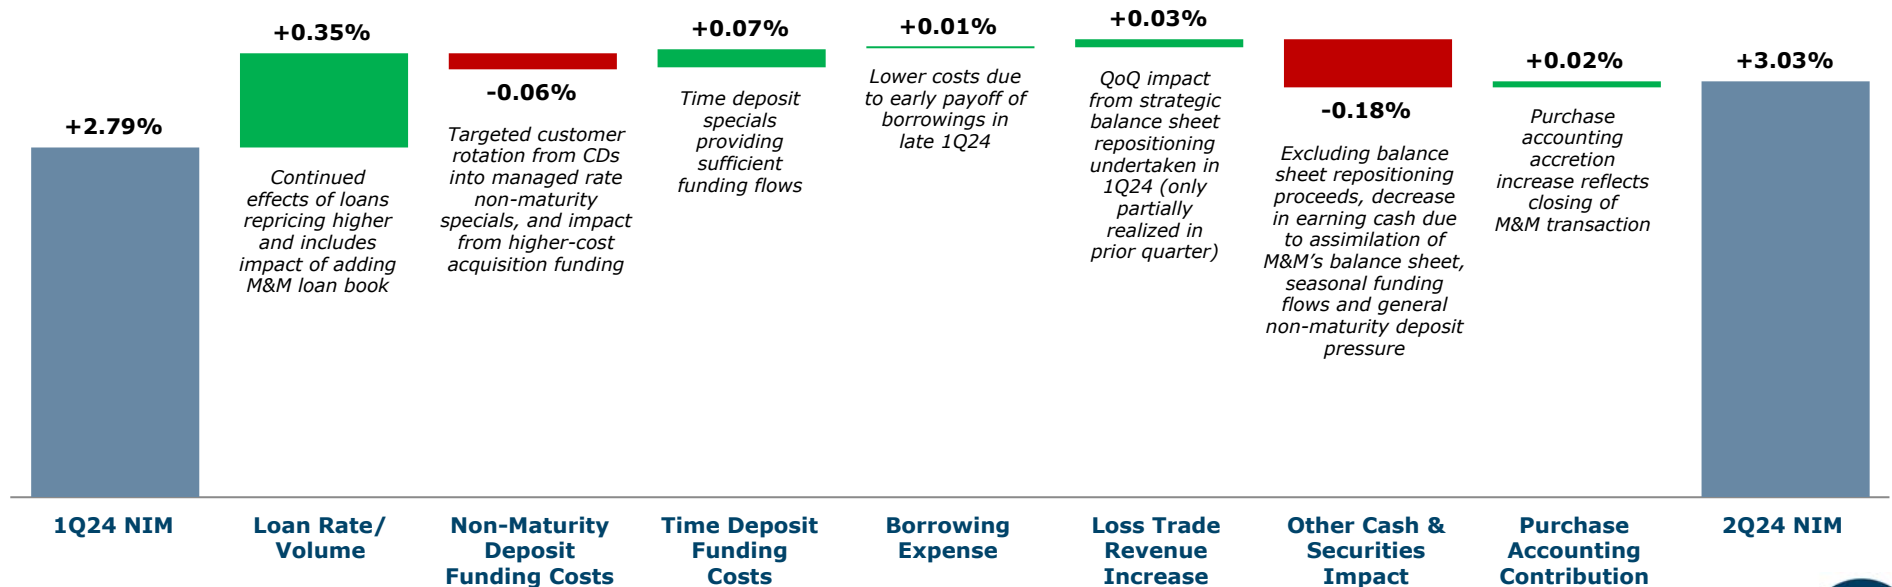 +2.79%
1Q24 NIM
+0.35%
Continued
effects of loans
repricing higher
and includes
impact of adding
M&M loan book
Loan Rate/
Volume
-0.06%
Targeted customer
rotation from CDs
into managed rate
non-maturity
specials, and impact
from higher-cost
acquisition funding
Non-Maturity
Deposit
Funding Costs
+0.07%
Time deposit
specials
providing
sufficient
funding flows
Time Deposit
Funding
Costs
+0.01%
Lower costs due
to early payoff of
borrowings in
late 1Q24
Borrowing
Expense
+0.03%
QoQ impact
from strategic
balance sheet
repositioning
undertaken in
1Q24 (only
partially
realized in
prior quarter)
Loss Trade
Revenue
Increase
-0.18%
Excluding balance
sheet repositioning
proceeds, decrease
in earning cash due
to assimilation of
M&M’s balance sheet,
seasonal funding
flows and general
non-maturity deposit
pressure
Other Cash &
Securities
Impact
+0.02%
Purchase
accounting
accretion
increase reflects
closing of
M&M transaction
Purchase
Accounting
Contribution
+3.03%
2Q24 NIM